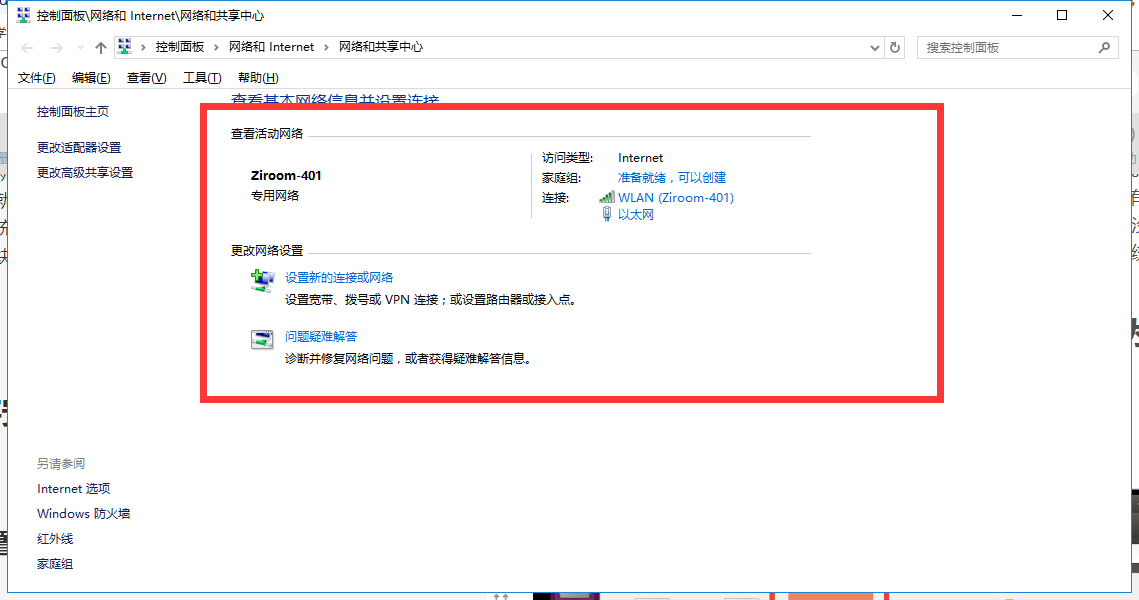 控制面板\网络和 Internet\网络和共享中心
控制面板 › 网络和 Internet › 网络和共享中心
搜索控制面板
文件(F) 编辑(E) 查看(V) 工具(T) 帮助(H)
控制面板主页
更改适配器设置
更改高级共享设置
查看基本网络信息并设置连接
查看活动网络
Ziroom-401
专用网络
访问类型: Internet
家庭组: 准备就绪，可以创建
连接: WLAN (Ziroom-401)
以太网
更改网络设置
设置新的连接或网络
设置宽带、拨号或 VPN 连接；或设置路由器或接入点。
问题疑难解答
诊断并修复网络问题，或者获得疑难解答信息。
另请参阅
Internet 选项
Windows 防火墙
红外线
家庭组